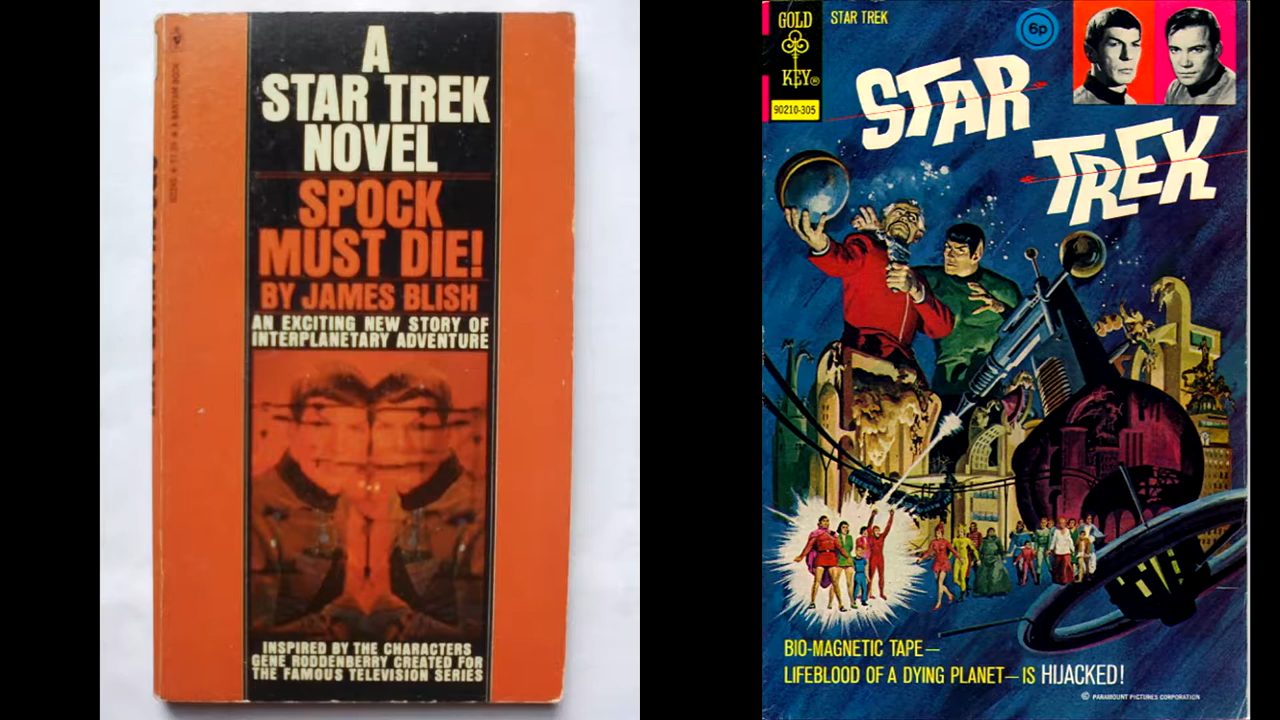 A
STAR TREK
NOVEL
SPOCK
MUST DIE!
BY JAMES BLISH
AN EXCITING NEW STORY OF
INTERPLANETARY ADVENTURE
INSPIRED BY THE CHARACTERS
GENE RODDENBERRY CREATED FOR
THE FAMOUS TELEVISION SERIES
GOLD
KEY®
90210-305
STAR TREK
6p
STAR
TREK
BIO-MAGNETIC TAPE—
LIFEBLOOD OF A DYING PLANET—IS HIJACKED!
© PARAMOUNT PICTURES CORPORATION